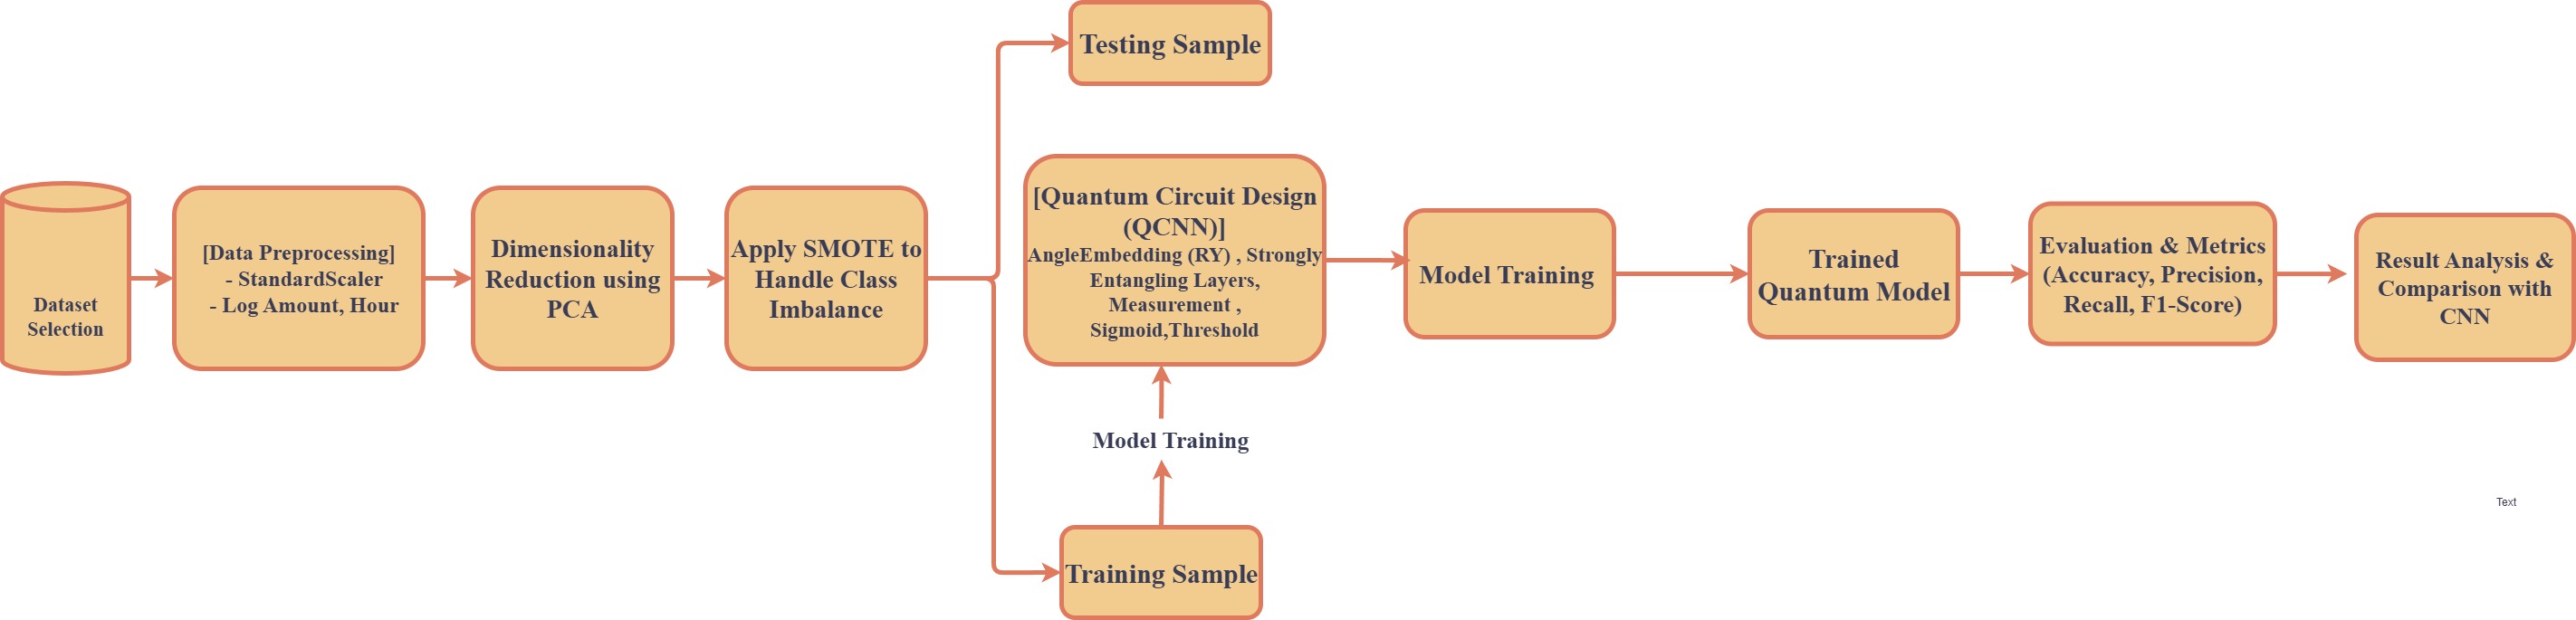 Testing Sample
Dataset
Selection
[Data Preprocessing]
- StandardScaler
- Log Amount, Hour
Dimensionality
Reduction using
PCA
Apply SMOTE to
Handle Class
Imbalance
[Quantum Circuit Design
(QCNN)]
AngleEmbedding (RY) , Strongly
Entangling Layers,
Measurement ,
Sigmoid,Threshold
Model Training
Training Sample
Model Training
Trained
Quantum Model
Evaluation & Metrics
(Accuracy, Precision,
Recall, F1-Score)
Result Analysis &
Comparison with
CNN
Text